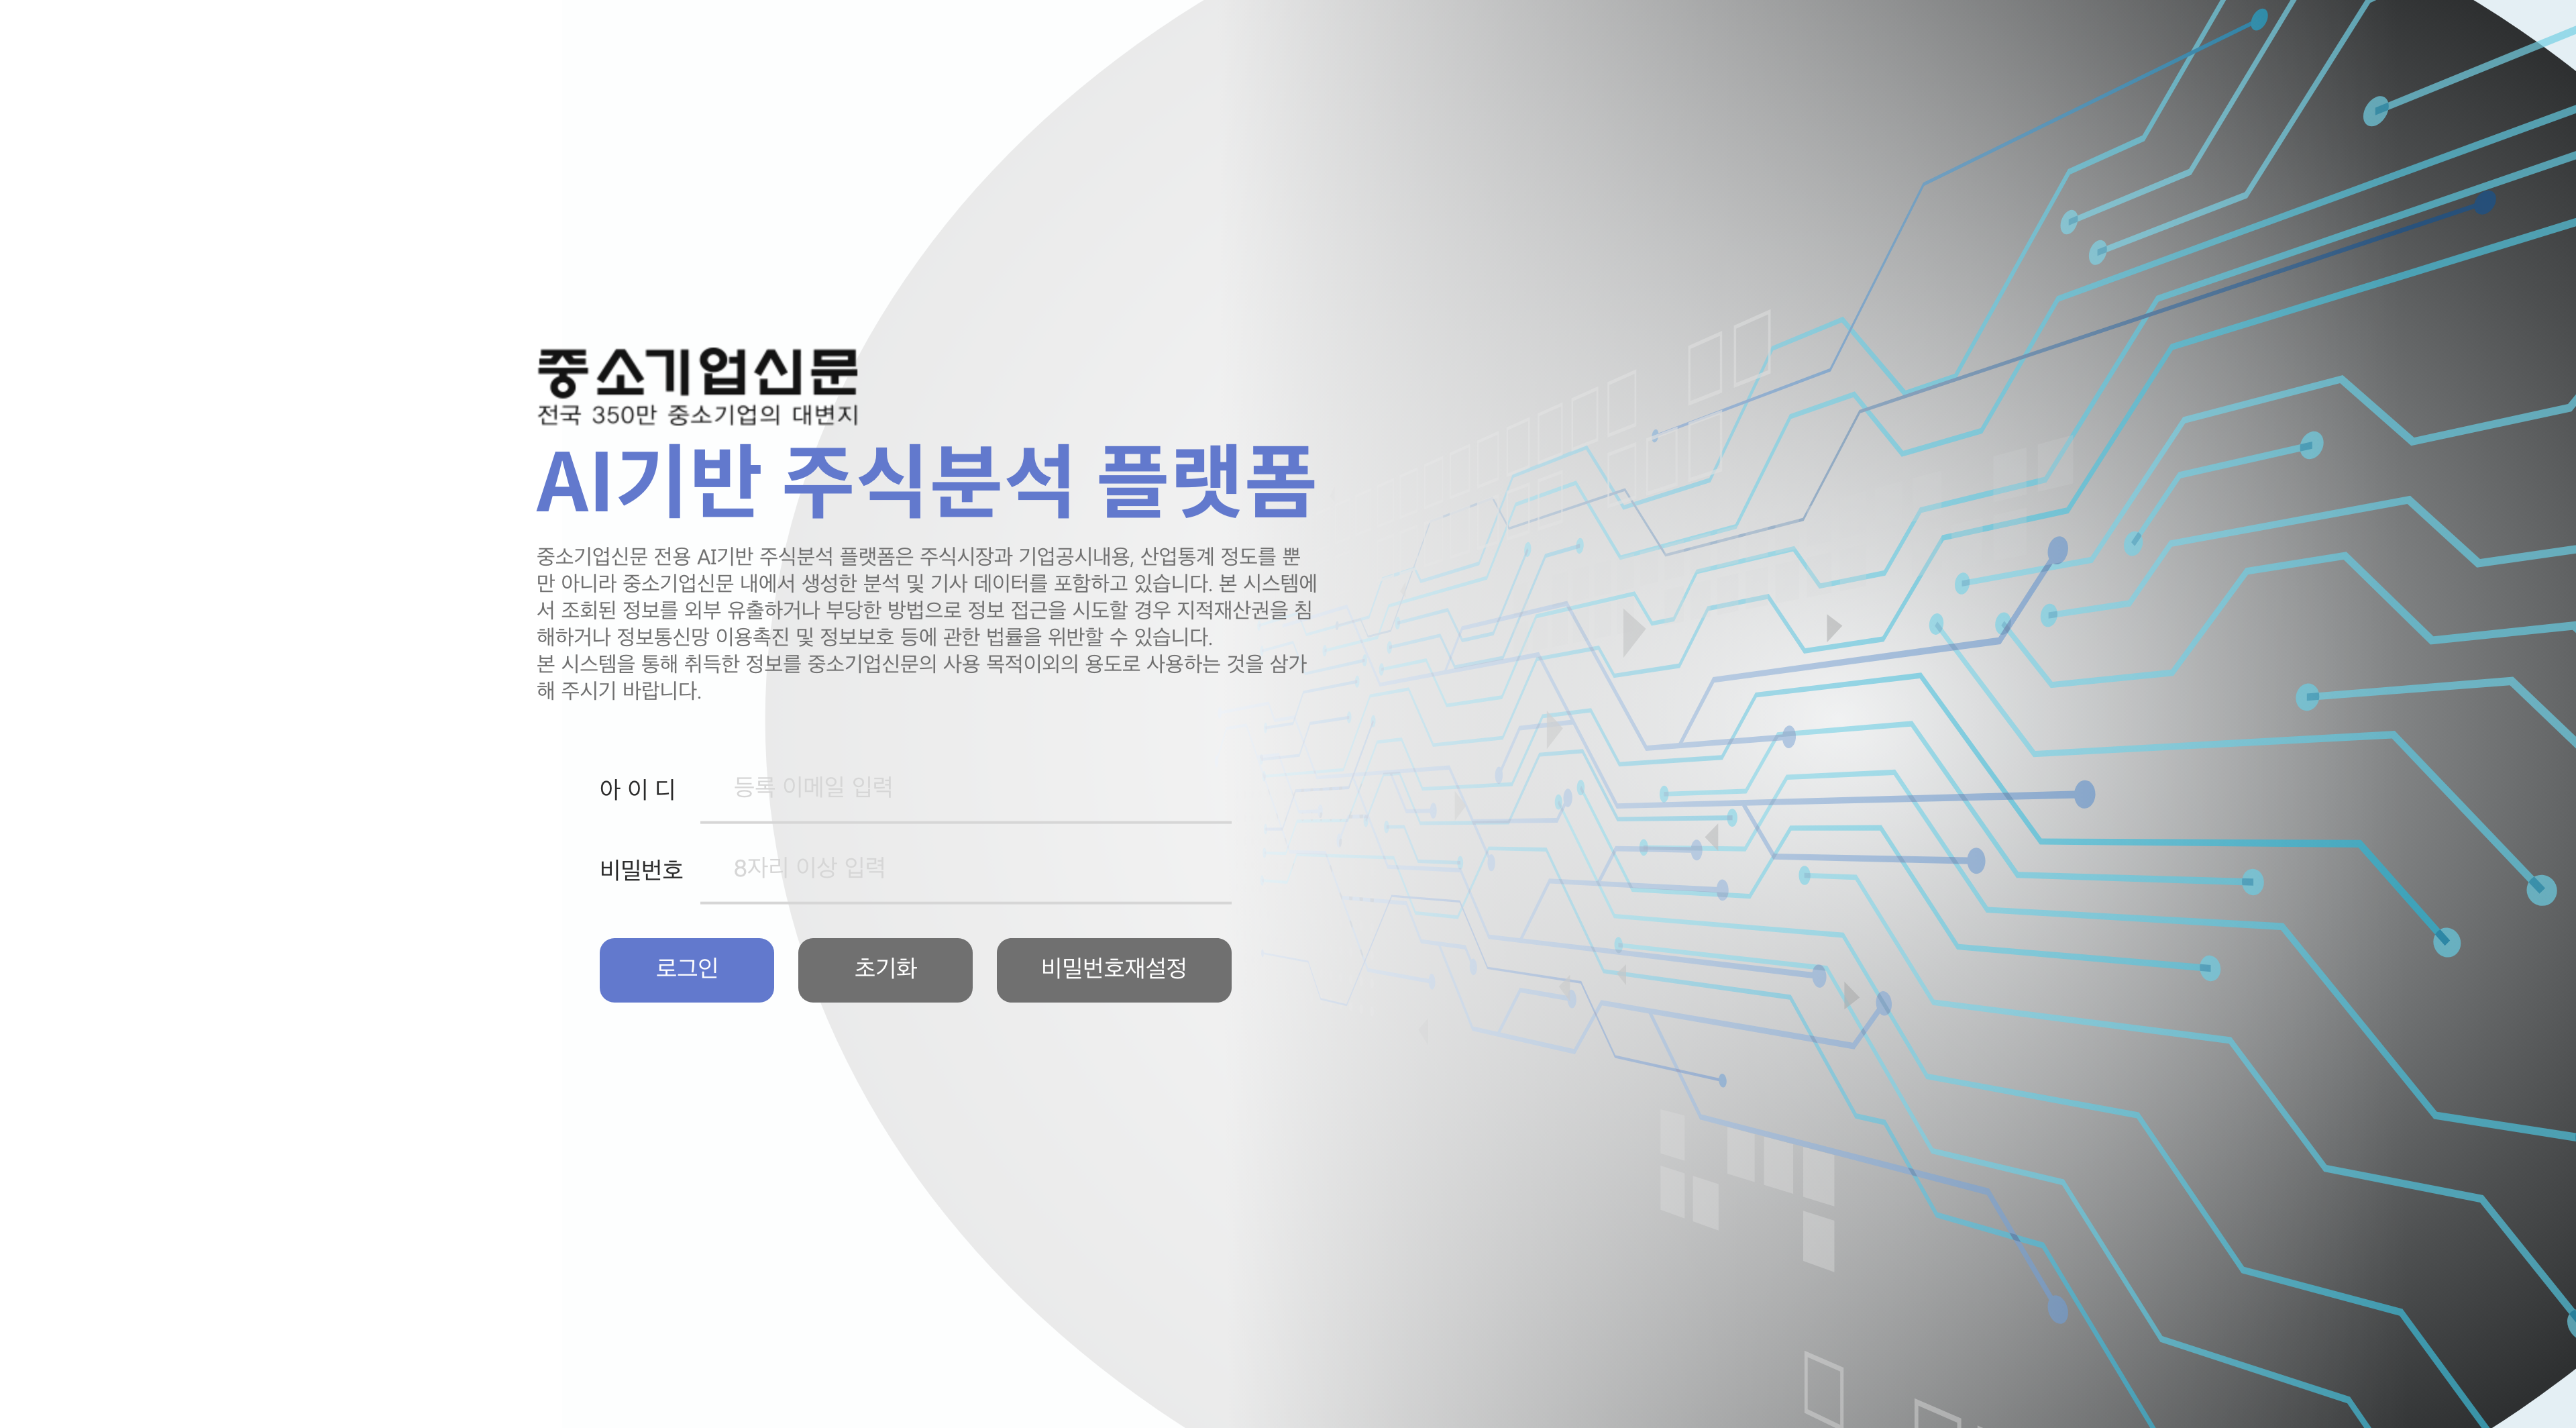 중소기업신문
전국 350만 중소기업의 대변지
AI기반 주식분석 플랫폼
중소기업신문 전용 AI기반 주식분석 플랫폼은 주식시장과 기업공시내용, 산업통계 정도를 뿐
만 아니라 중소기업신문 내에서 생성한 분석 및 기사 데이터를 포함하고 있습니다. 본 시스템에
서 조회된 정보를 외부 유출하거나 부당한 방법으로 정보 접근을 시도할 경우 지적재산권을 침
해하거나 정보통신망 이용촉진 및 정보보호 등에 관한 법률을 위반할 수 있습니다.
본 시스템을 통해 취득한 정보를 중소기업신문의 사용 목적이외의 용도로 사용하는 것을 삼가
해 주시기 바랍니다.
아 이 디 등록 이메일 입력
비밀번호 8자리 이상 입력
로그인 초기화 비밀번호재설정